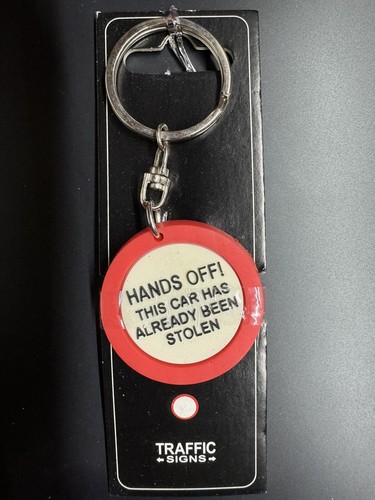 HANDS OFF!
THIS CAR HAS
ALREADY BEEN
STOLEN
TRAFFIC
←SIGNS→